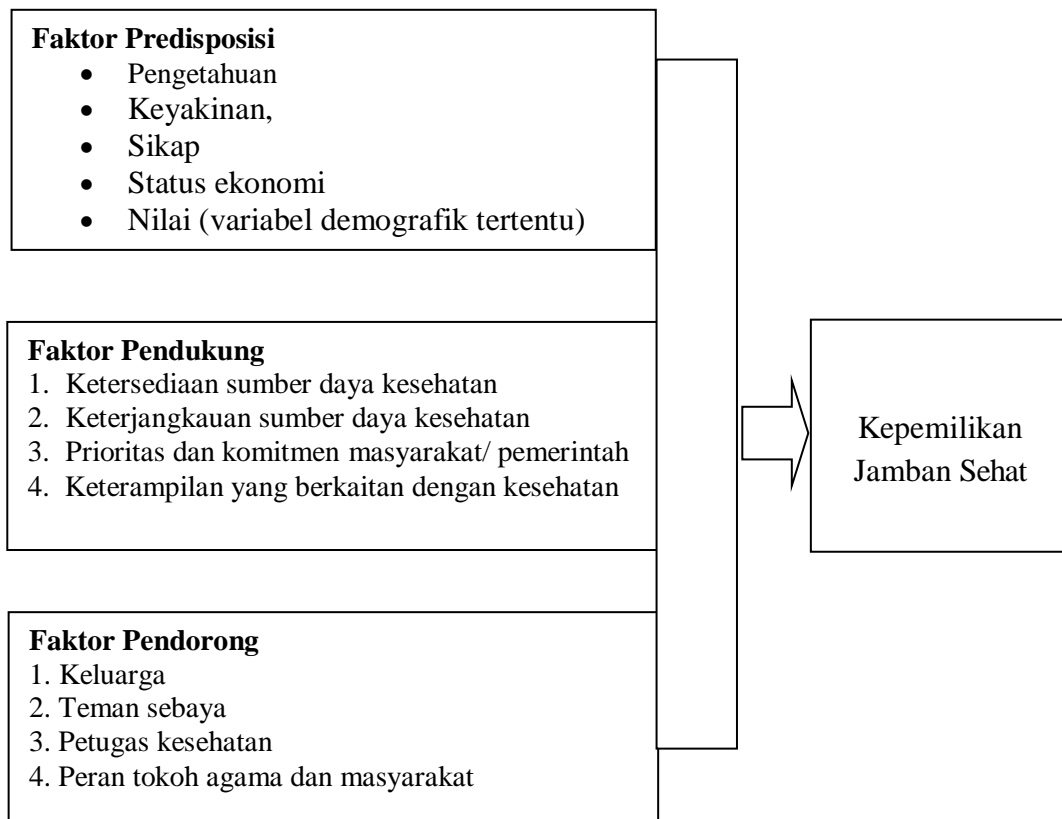 Faktor Predisposisi
• Pengetahuan
• Keyakinan,
• Sikap
• Status ekonomi
• Nilai (variabel demografik tertentu)
Faktor Pendukung
1. Ketersediaan sumber daya kesehatan
2. Keterjangkauan sumber daya kesehatan
3. Prioritas dan komitmen masyarakat/ pemerintah
4. Keterampilan yang berkaitan dengan kesehatan
Faktor Pendorong
1. Keluarga
2. Teman sebaya
3. Petugas kesehatan
4. Peran tokoh agama dan masyarakat
Kepemilikan
Jamban Sehat